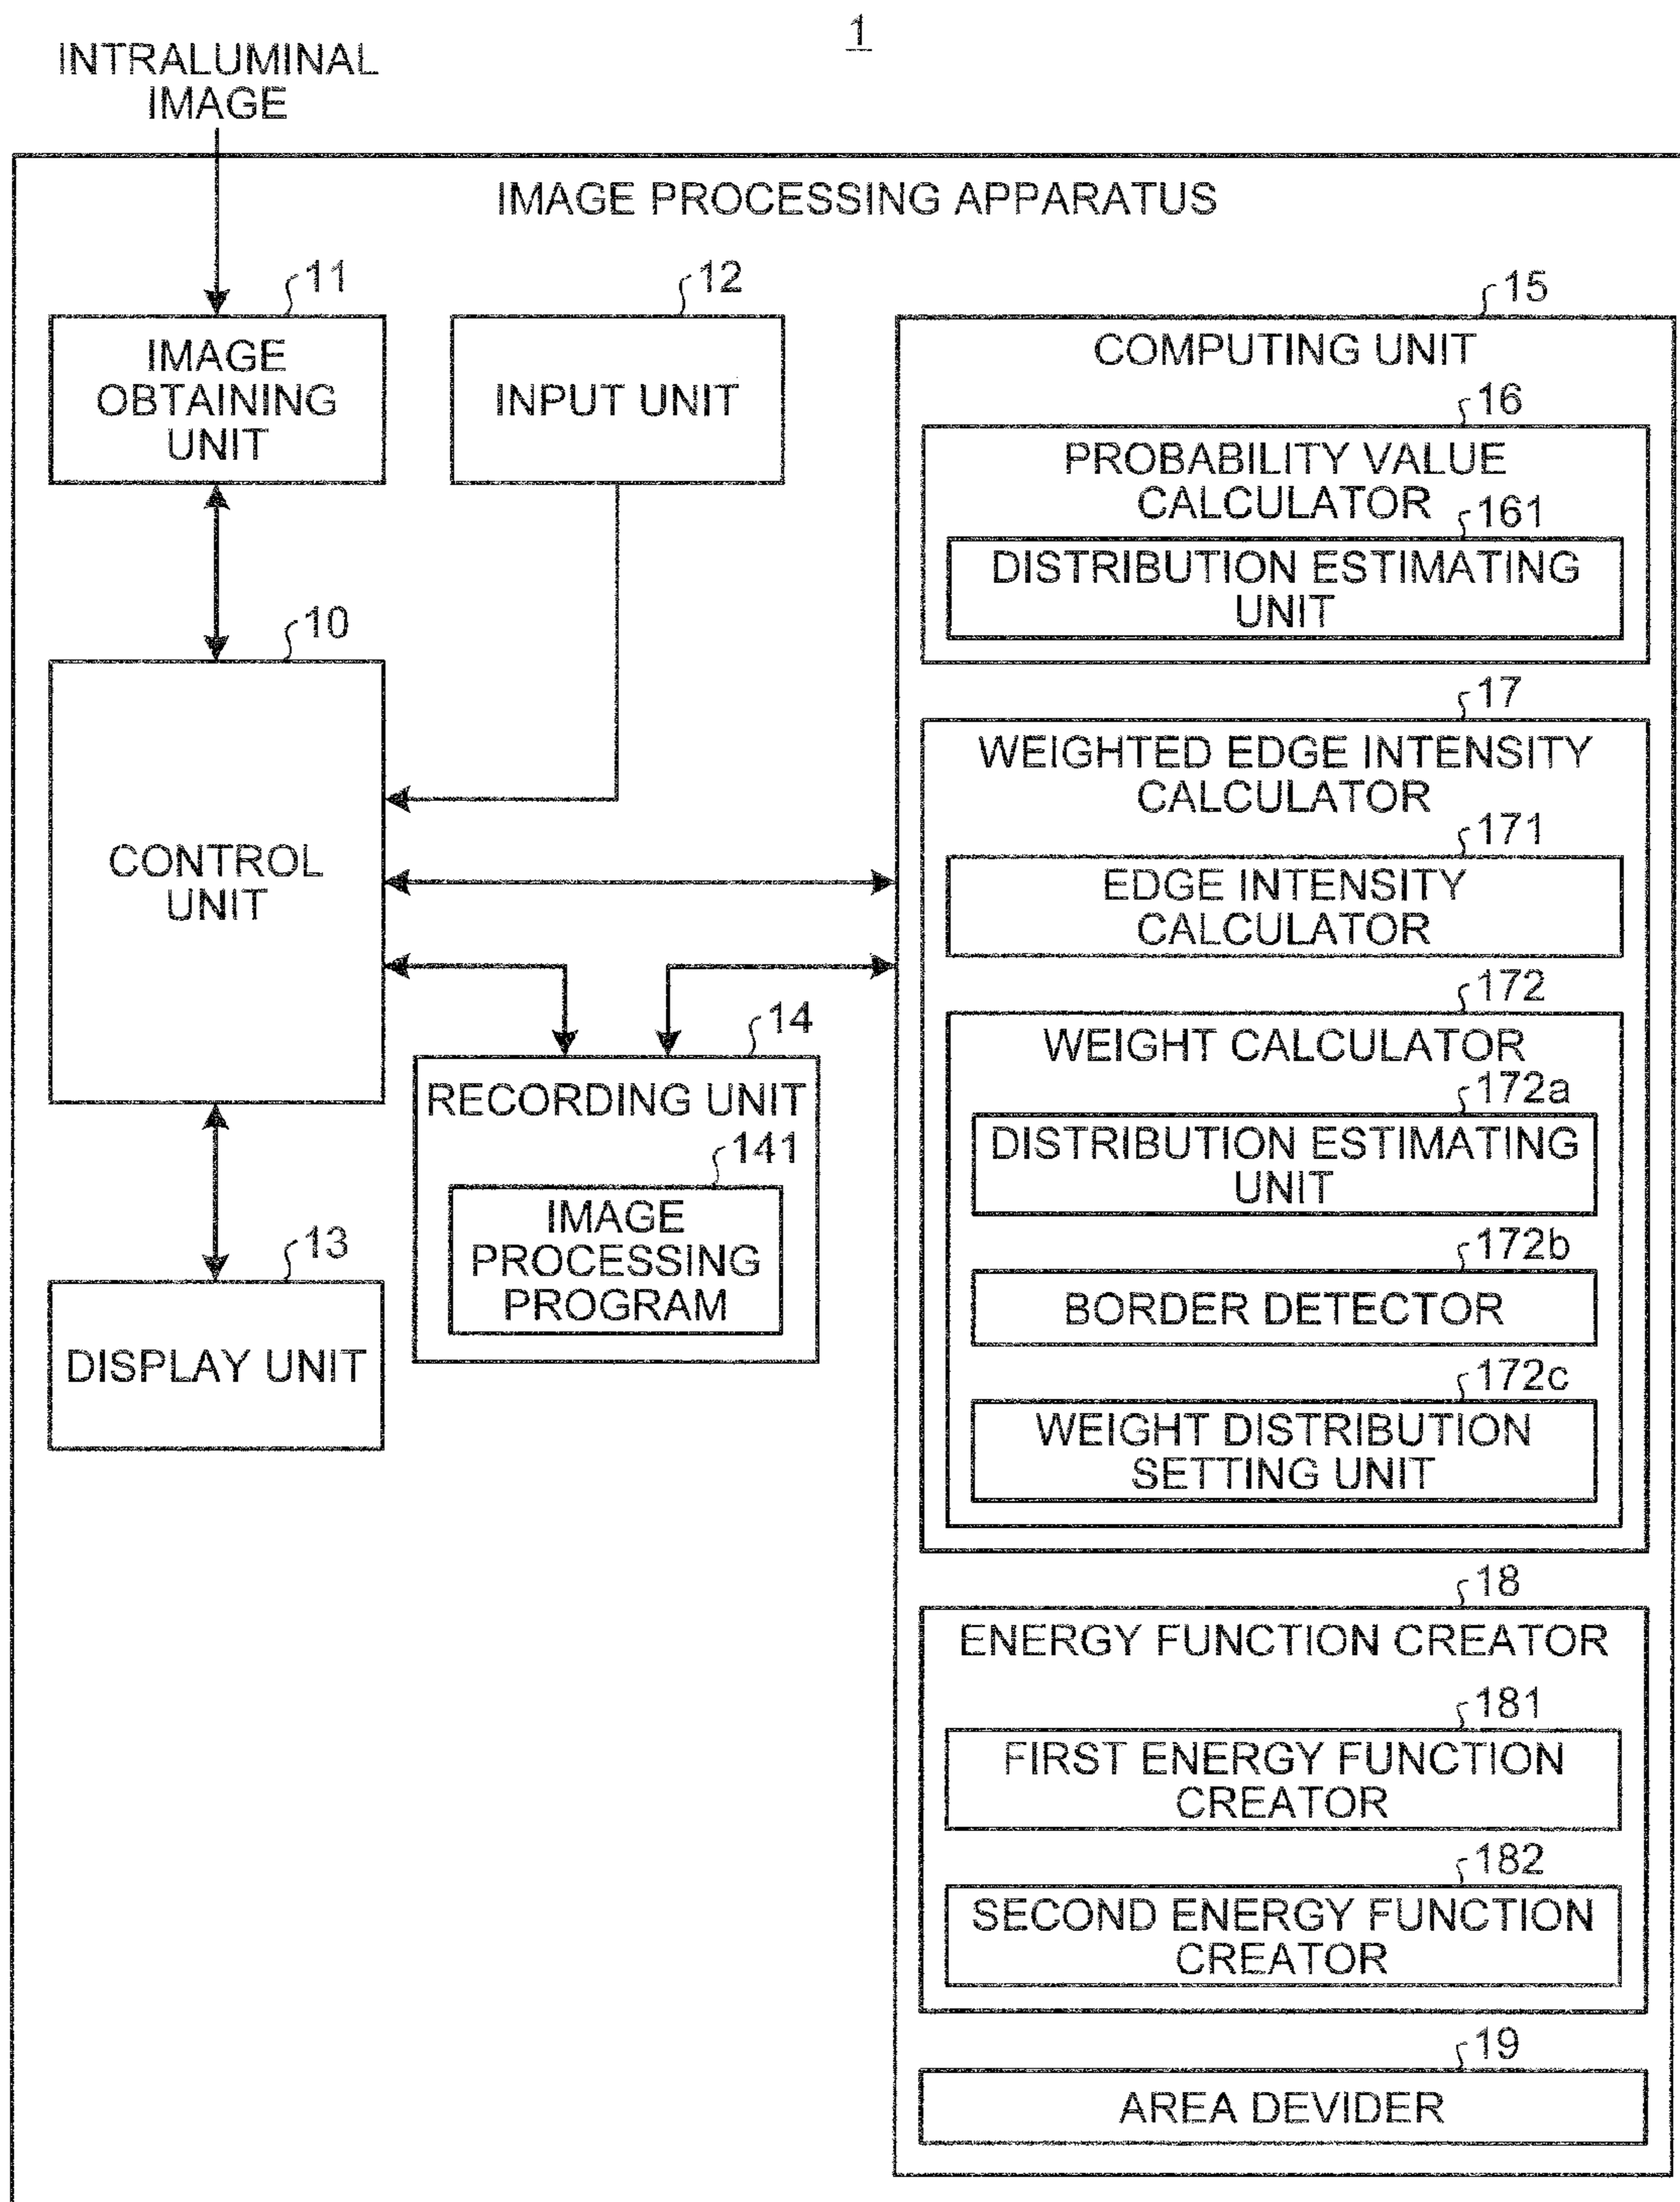 1
INTRALUMINAL
IMAGE
IMAGE PROCESSING APPARATUS
11
IMAGE
OBTAINING
UNIT
12
INPUT UNIT
10
CONTROL
UNIT
14
RECORDING UNIT
141
IMAGE
PROCESSING
PROGRAM
13
DISPLAY UNIT
15
COMPUTING UNIT
16
PROBABILITY VALUE
CALCULATOR
161
DISTRIBUTION ESTIMATING
UNIT
17
WEIGHTED EDGE INTENSITY
CALCULATOR
171
EDGE INTENSITY
CALCULATOR
172
WEIGHT CALCULATOR
172a
DISTRIBUTION ESTIMATING
UNIT
172b
BORDER DETECTOR
172c
WEIGHT DISTRIBUTION
SETTING UNIT
18
ENERGY FUNCTION CREATOR
181
FIRST ENERGY FUNCTION
CREATOR
182
SECOND ENERGY FUNCTION
CREATOR
19
AREA DEVIDER